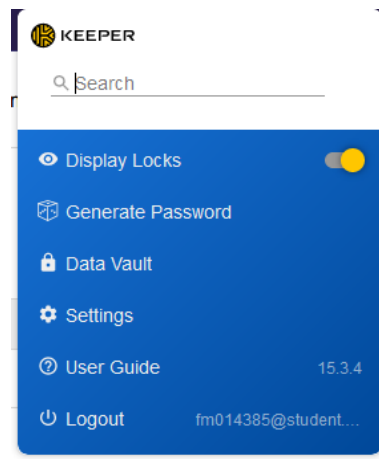 KEEPER
Search
Display Locks
Generate Password
Data Vault
Settings
User Guide 15.3.4
Logout fm014385@student....